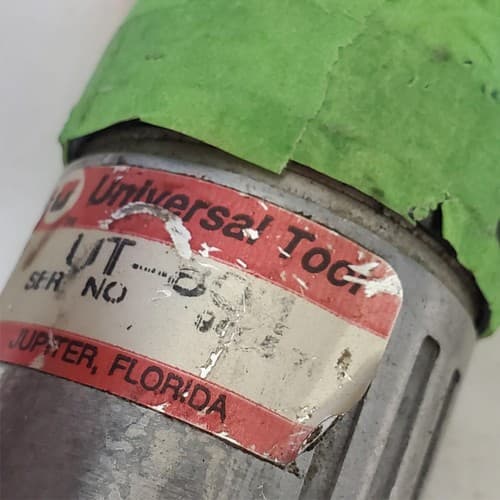 Universal Tool
UT
SER NO
JUPITER, FLORIDA